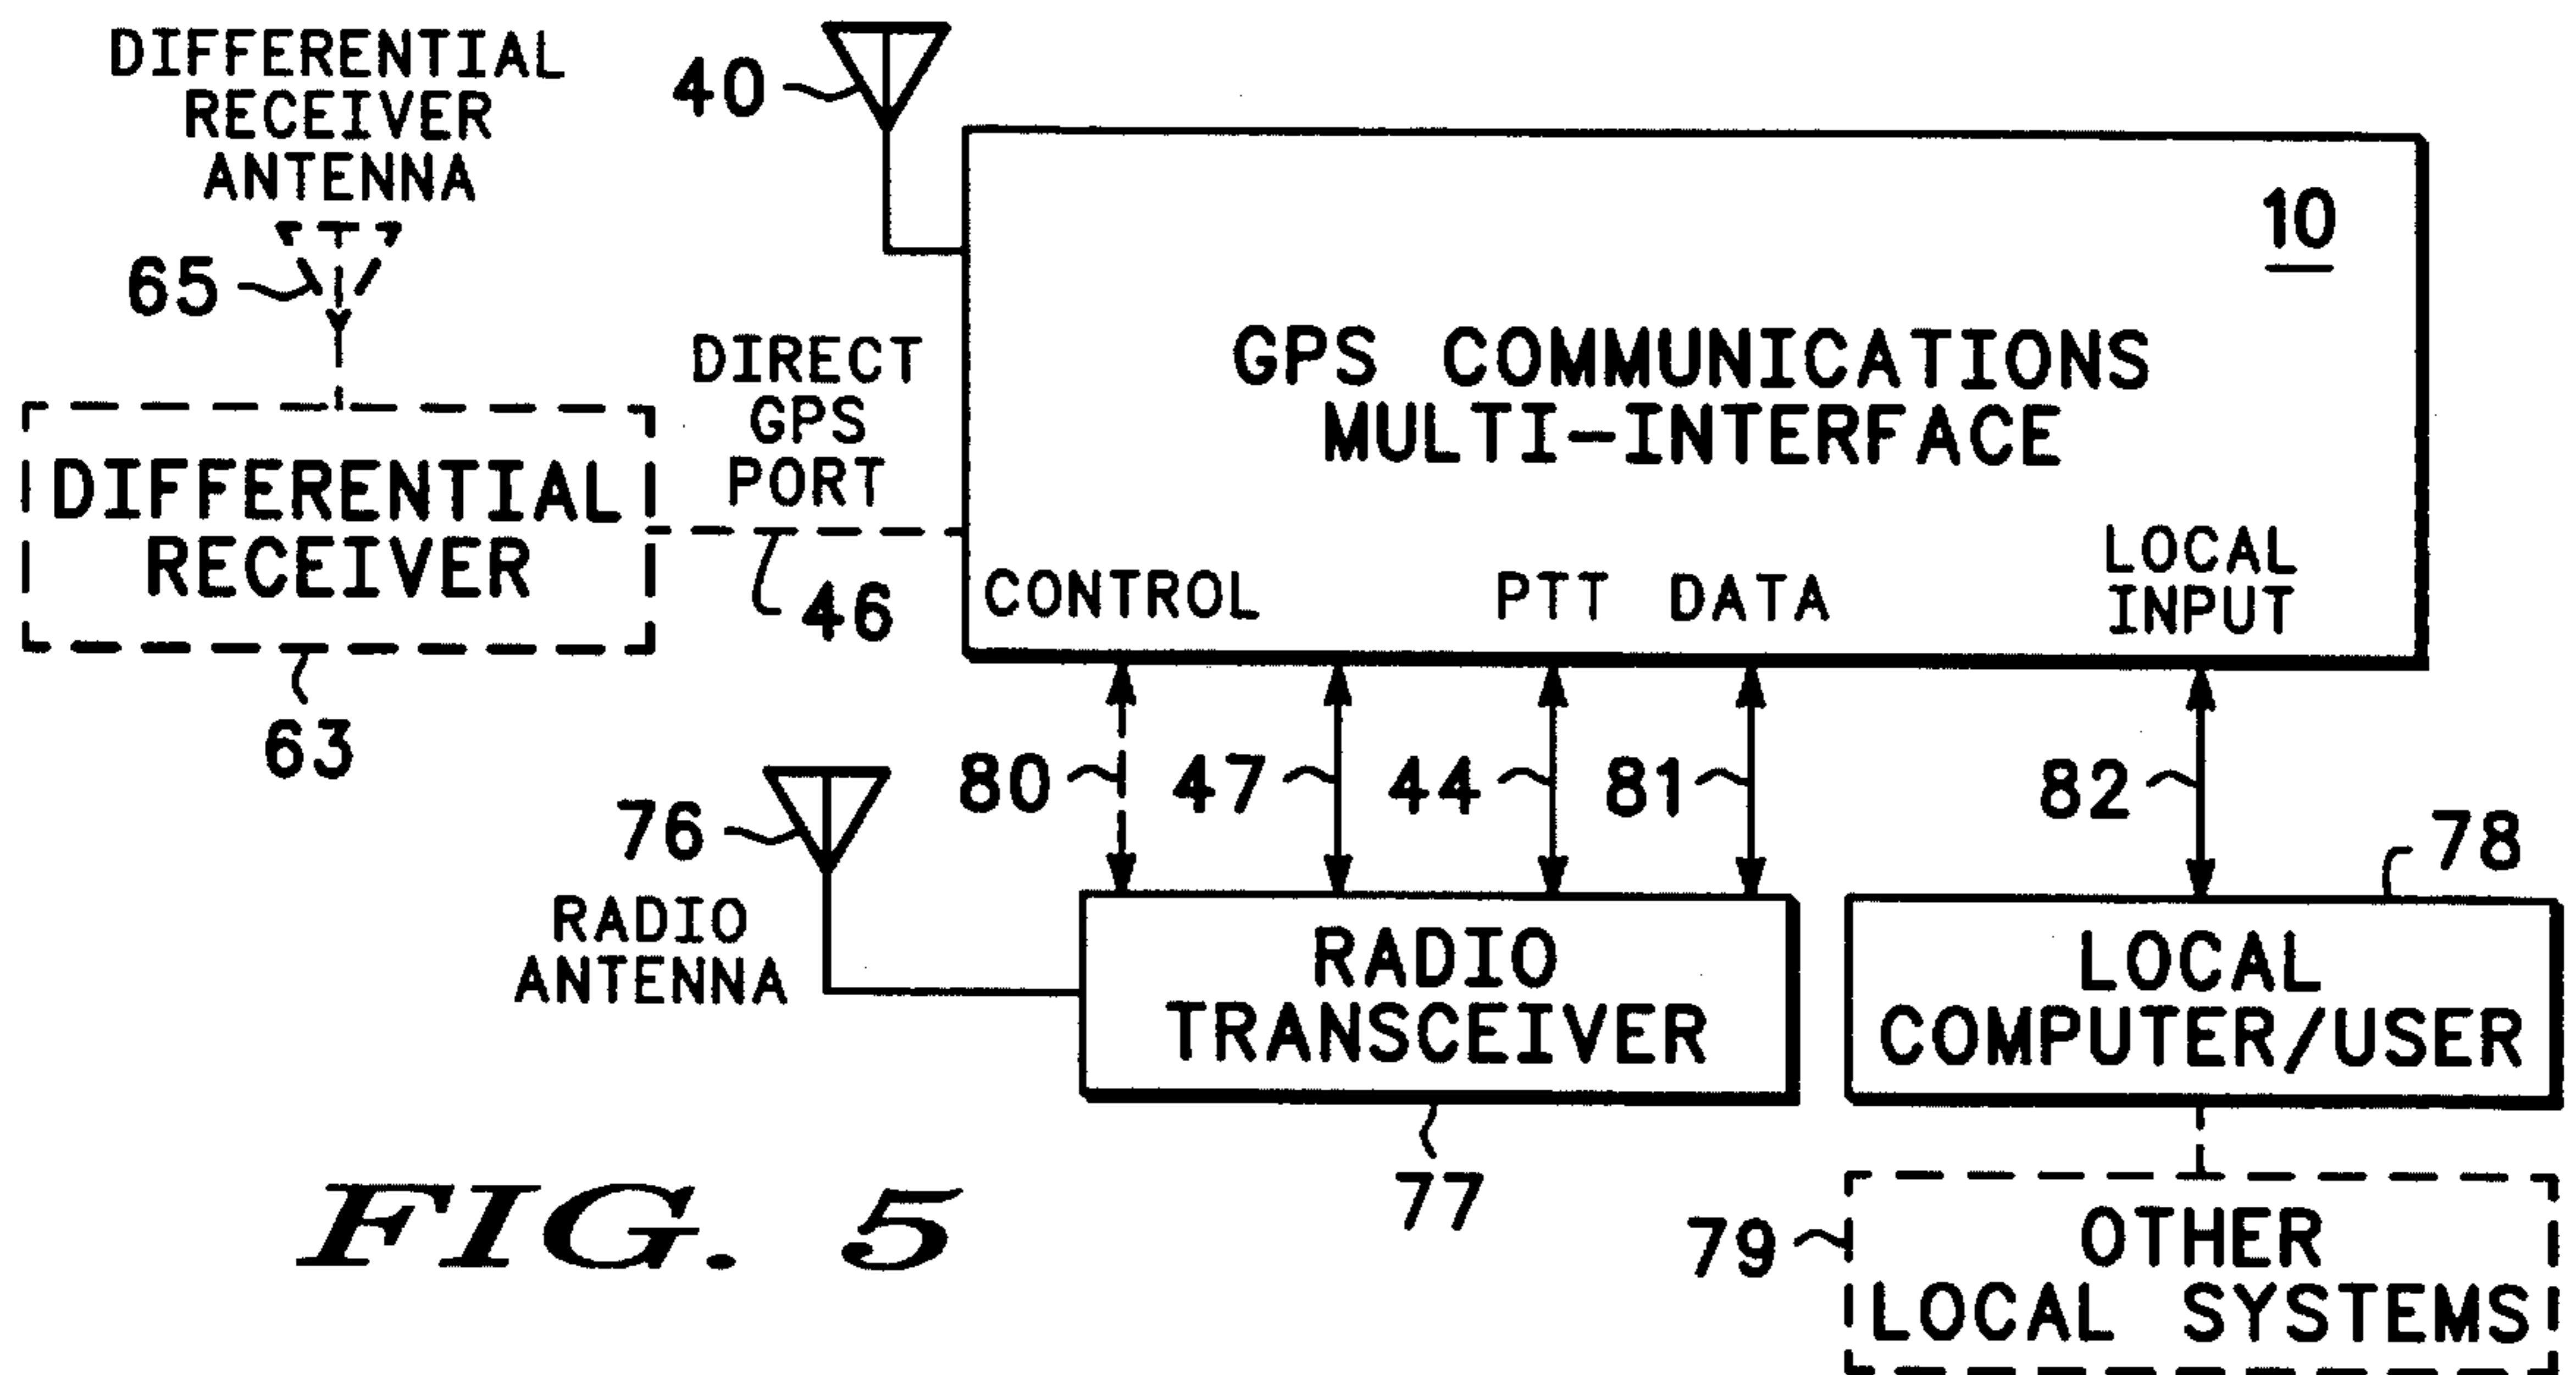 DIFFERENTIAL
RECEIVER
ANTENNA
65
40
10
GPS COMMUNICATIONS
MULTI-INTERFACE
DIRECT
GPS
PORT
46
DIFFERENTIAL
RECEIVER
63
CONTROL
PTT
DATA
LOCAL
INPUT
80
47
44
81
82
76
RADIO
ANTENNA
RADIO
TRANSCEIVER
77
78
LOCAL
COMPUTER/USER
79
OTHER
LOCAL SYSTEMS
FIG. 5